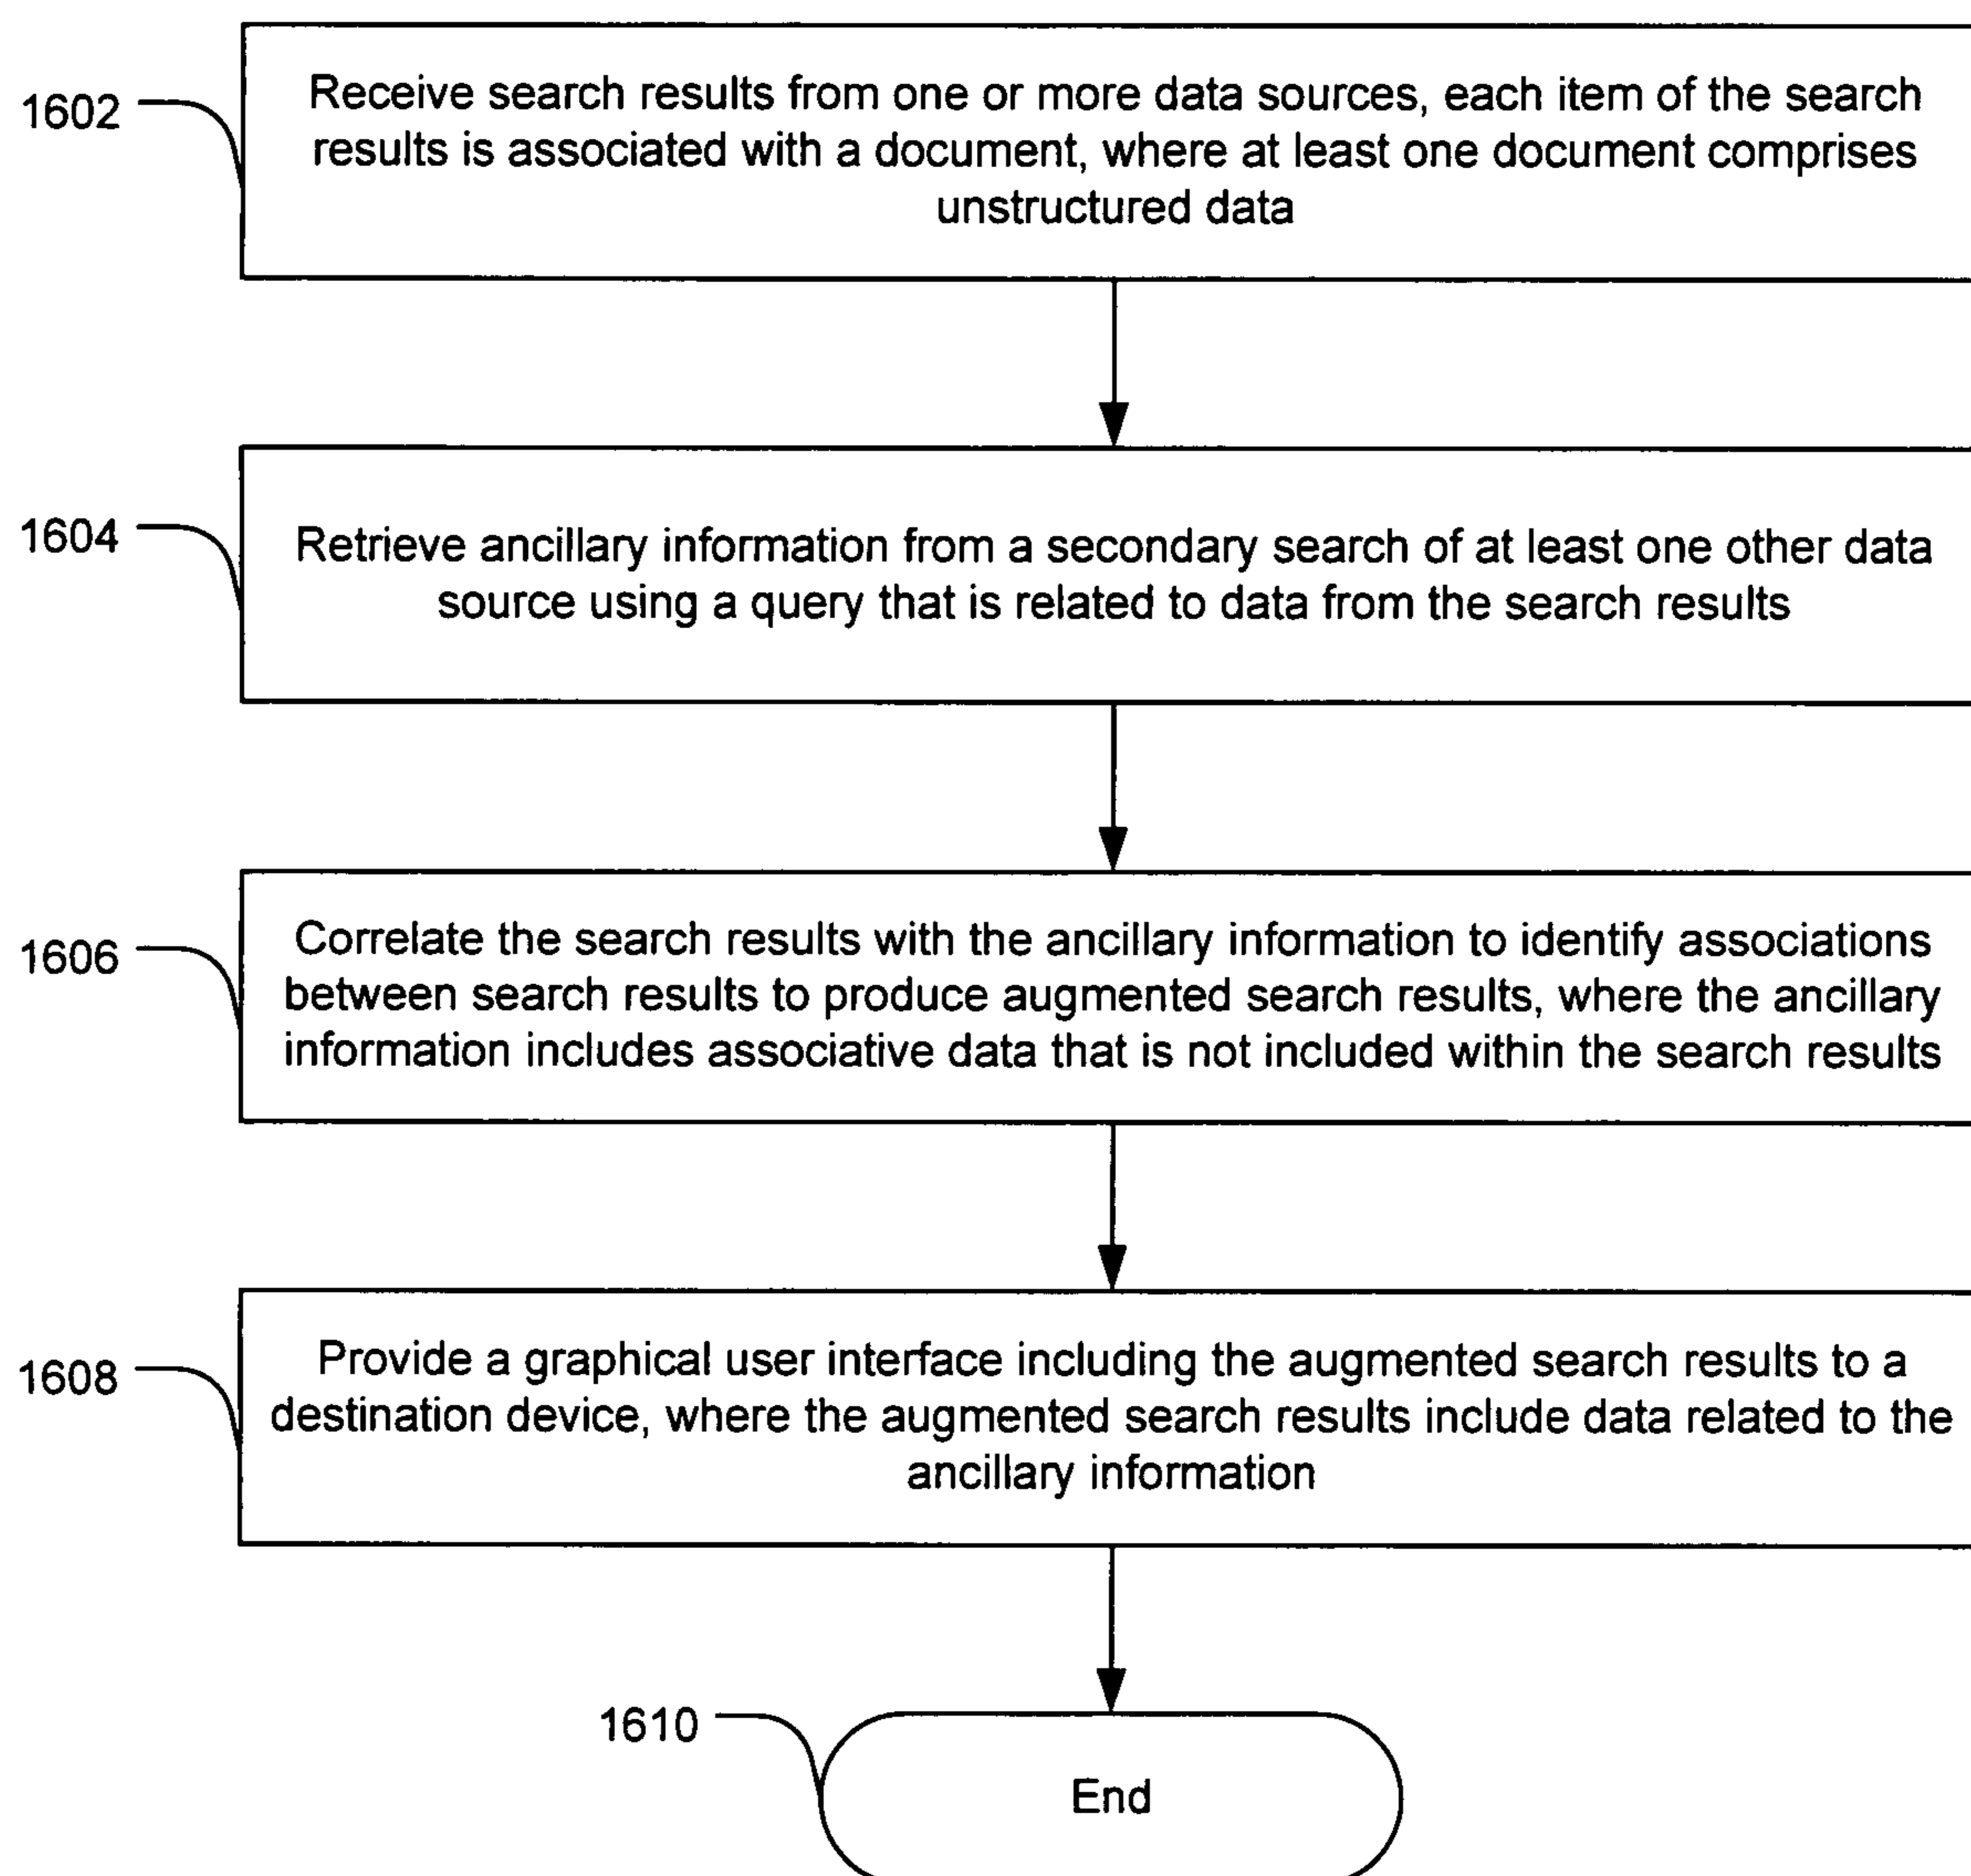 1602
Receive search results from one or more data sources, each item of the search
results is associated with a document, where at least one document comprises
unstructured data
1604
Retrieve ancillary information from a secondary search of at least one other data
source using a query that is related to data from the search results
1606
Correlate the search results with the ancillary information to identify associations
between search results to produce augmented search results, where the ancillary
information includes associative data that is not included within the search results
1608
Provide a graphical user interface including the augmented search results to a
destination device, where the augmented search results include data related to the
ancillary information
1610
End